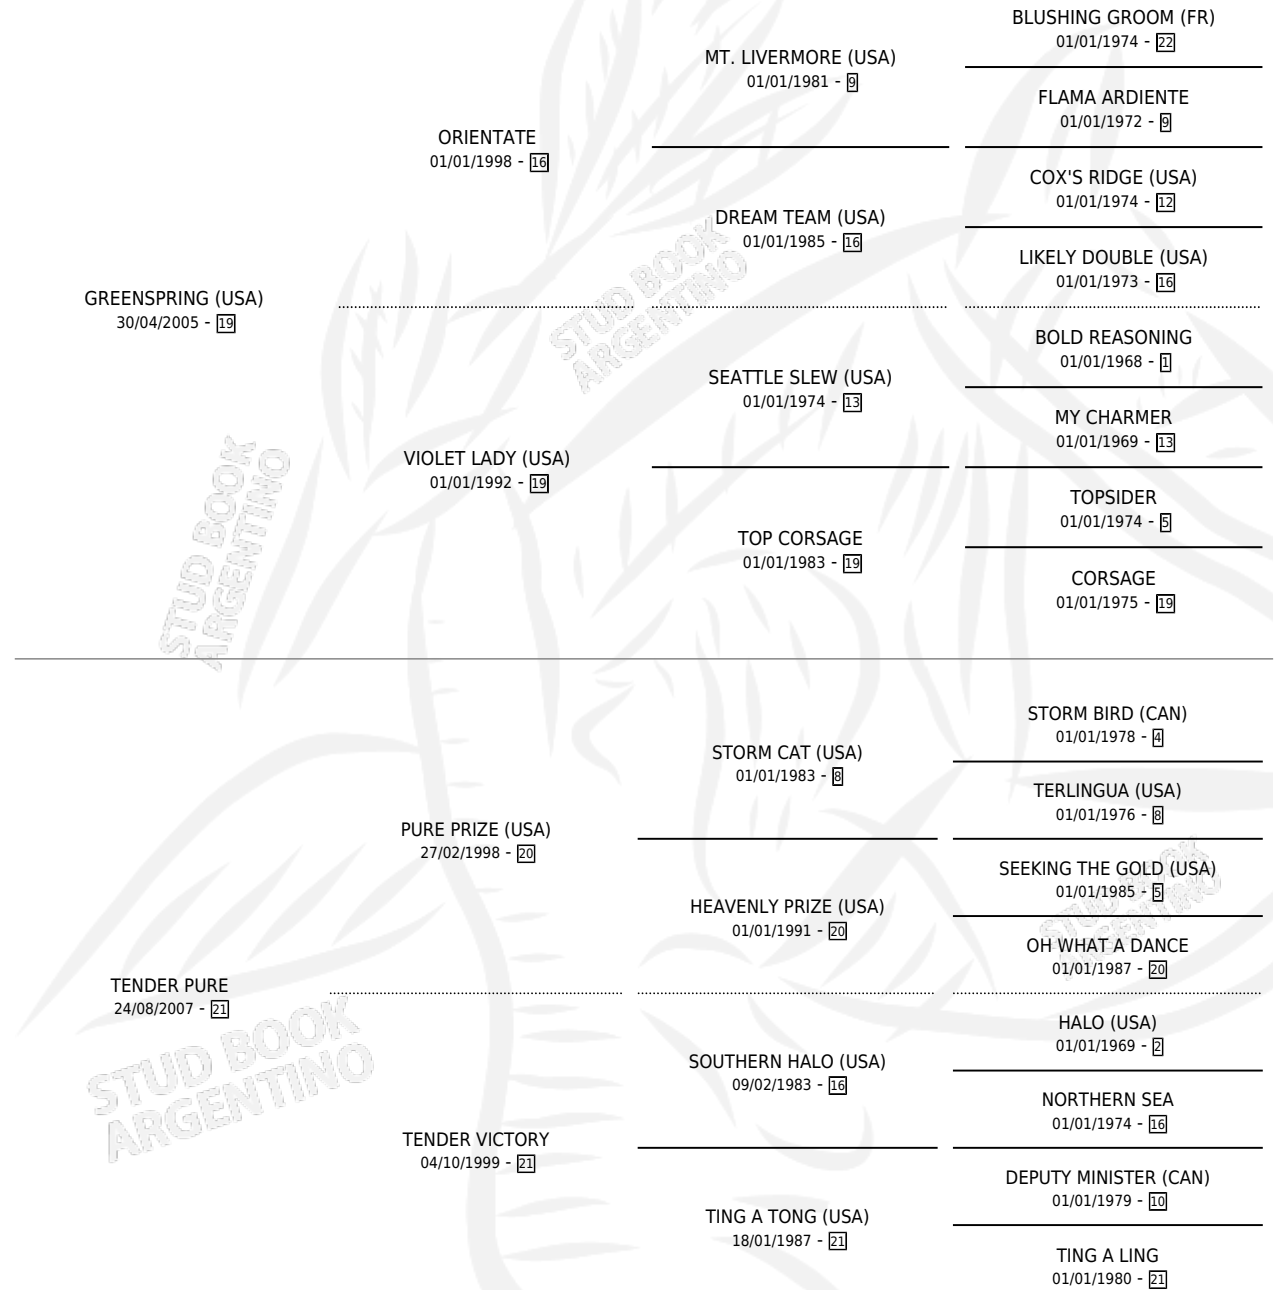 BLUSHING GROOM (FR)
01/01/1974 - 22
MT. LIVERMORE (USA)
01/01/1981 - 9
FLAMA ARDIENTE
01/01/1972 - 9
ORIENTATE
01/01/1998 - 16
COX'S RIDGE (USA)
01/01/1974 - 12
DREAM TEAM (USA)
01/01/1985 - 16
LIKELY DOUBLE (USA)
01/01/1973 - 16
GREENSPRING (USA)
30/04/2005 - 19
STUD BOOK
ARGENTINO
BOLD REASONING
01/01/1968 - 1
SEATTLE SLEW (USA)
01/01/1974 - 13
MY CHARMER
01/01/1969 - 13
VIOLET LADY (USA)
01/01/1992 - 19
TOPSIDER
01/01/1974 - 5
TOP CORSAGE
01/01/1983 - 19
CORSAGE
01/01/1975 - 19
STUD BOOK
ARGENTINO
STORM BIRD (CAN)
01/01/1978 - 4
STORM CAT (USA)
01/01/1983 - 8
TERLINGUA (USA)
01/01/1976 - 8
PURE PRIZE (USA)
27/02/1998 - 20
SEEKING THE GOLD (USA)
01/01/1985 - 5
HEAVENLY PRIZE (USA)
01/01/1991 - 20
STUD BOOK
ARGENTINO
OH WHAT A DANCE
01/01/1987 - 20
TENDER PURE
24/08/2007 - 21
HALO (USA)
01/01/1969 - 2
SOUTHERN HALO (USA)
09/02/1983 - 16
STUD BOOK
ARGENTINO
NORTHERN SEA
01/01/1974 - 16
TENDER VICTORY
04/10/1999 - 21
DEPUTY MINISTER (CAN)
01/01/1979 - 10
TING A TONG (USA)
18/01/1987 - 21
TING A LING
01/01/1980 - 21